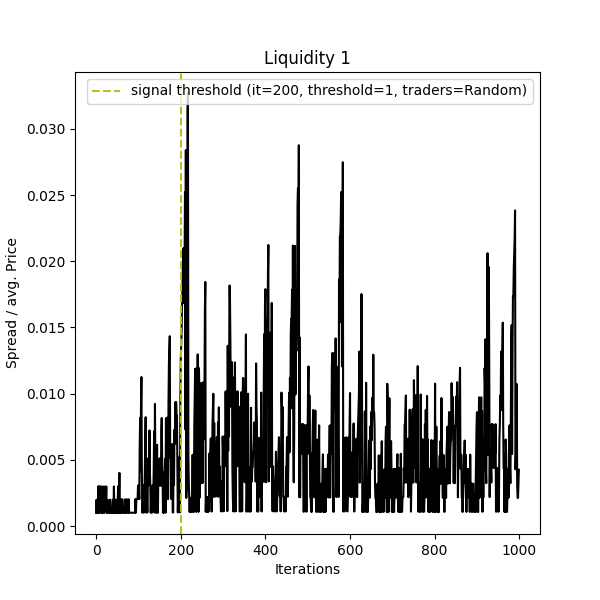 Liquidity 1
signal threshold (it=200, threshold=1, traders=Random)
0.030
0.025
0.020
0.015
0.010
0.005
0.000
Spread / avg. Price
0 200 400 600 800 1000
Iterations